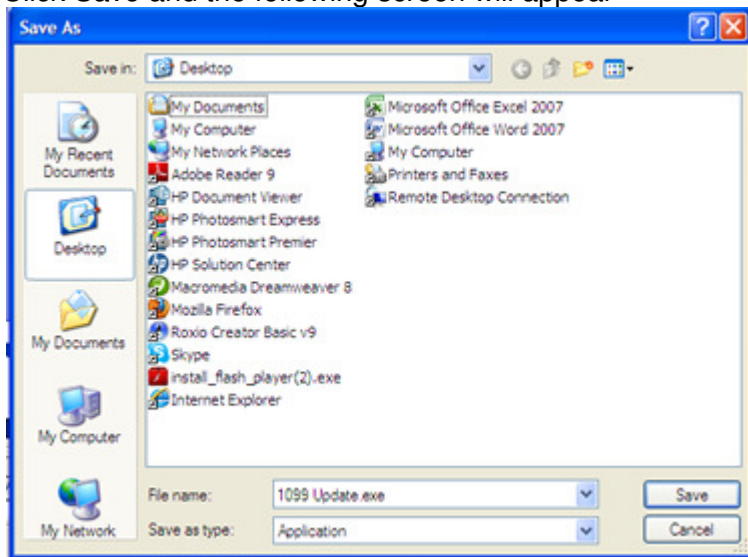 Click Save and the following screen will appear
Save As
Save in:
Desktop
My Recent
Documents
Desktop
My Documents
My Computer
My Network
My Documents
My Computer
My Network Places
Adobe Reader 9
HP Document Viewer
HP Photosmart Express
HP Photosmart Premier
HP Solution Center
Macromedia Dreamweaver 8
Mozilla Firefox
Roxio Creator Basic v9
Skype
install_flash_player(2).exe
Internet Explorer
Microsoft Office Excel 2007
Microsoft Office Word 2007
My Computer
Printers and Faxes
Remote Desktop Connection
File name:
1099 Update.exe
Save
Save as type:
Application
Cancel